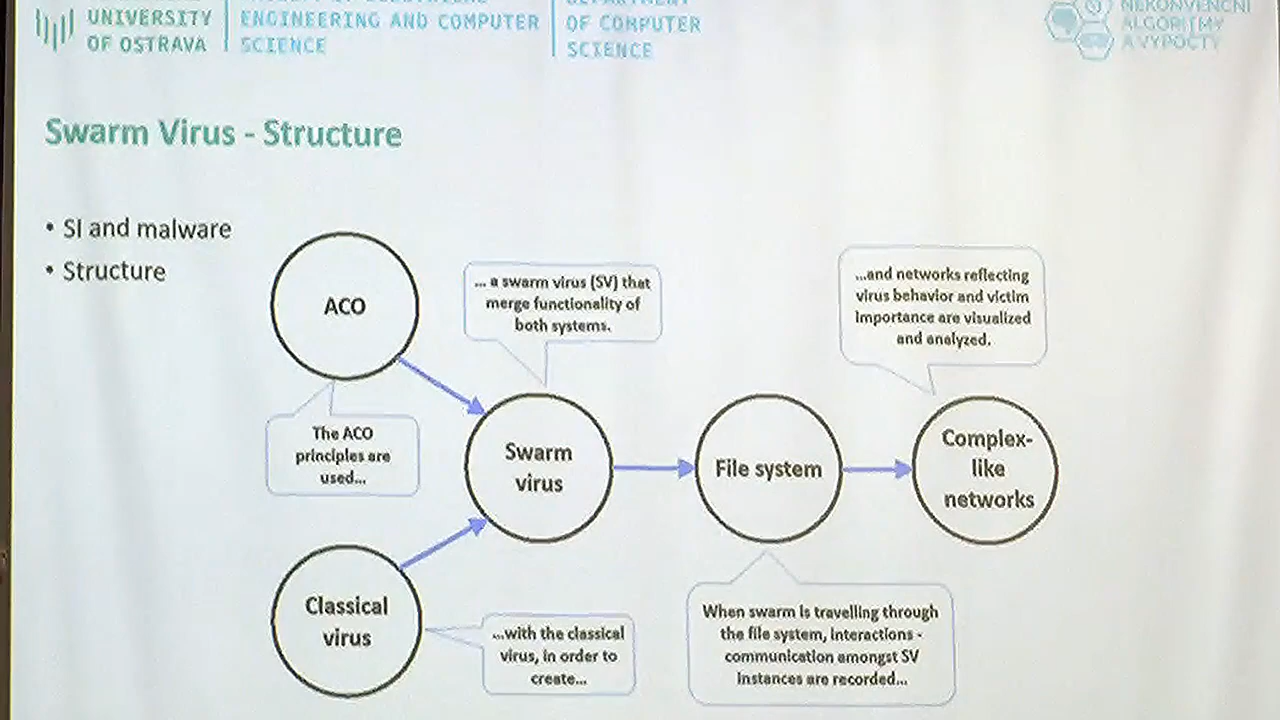 UNIVERSITY
OF OSTRAVA
ENGINEERING AND COMPUTER
SCIENCE
OF COMPUTER
SCIENCE
NEKONVENČNÍ
ALGORITMY
A VÝPOČTY
Swarm Virus - Structure
• SI and malware
• Structure
ACO
... a swarm virus (SV) that
merge functionality of
both systems.
...and networks reflecting
virus behavior and victim
importance are visualized
and analyzed.
The ACO
principles are
used...
Swarm
virus
File system
Complex-
like
networks
Classical
virus
...with the classical
virus, in order to
create...
When swarm is travelling through
the file system, interactions -
communication amongst SV
instances are recorded...